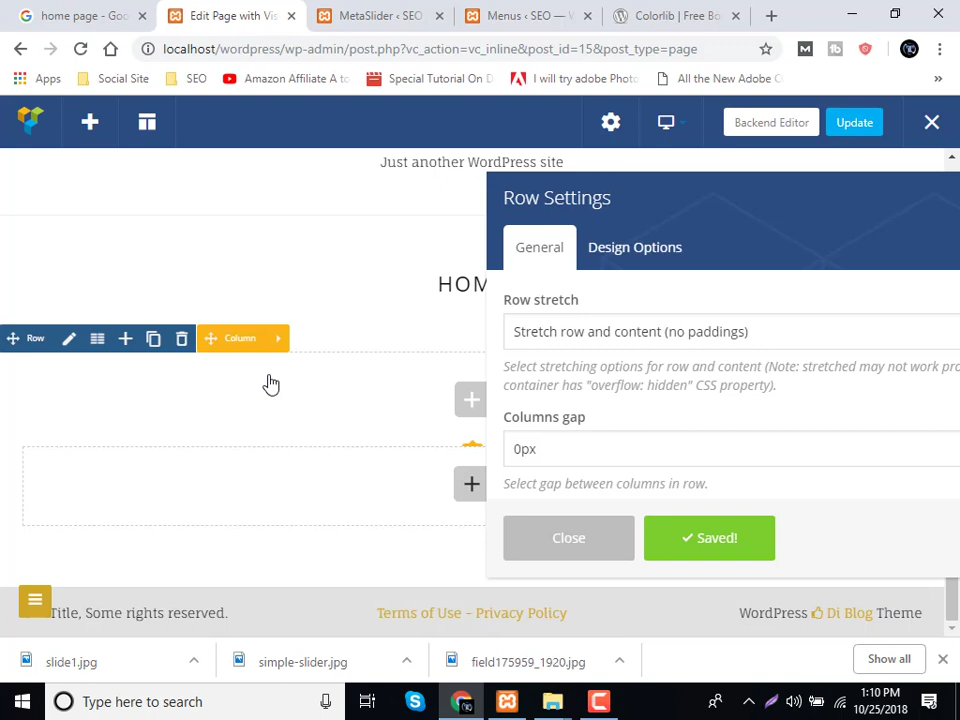 home page - Goo
Edit Page with Vis
MetaSlider ‹ SEO
Menus ‹ SEO — W
Colorlib | Free Bo
localhost/wordpress/wp-admin/post.php?vc_action=vc_inline&post_id=15&post_type=page
Apps
Social Site
SEO
Amazon Affiliate A to
Special Tutorial On D
I will try adobe Photo
All the New Adobe C
»
Backend Editor
Update
Just another WordPress site
Row Settings
General
Design Options
HOM
Row stretch
Row
Column
Stretch row and content (no paddings)
Select stretching options for row and content (Note: stretched may not work pro
container has "overflow: hidden" CSS property).
Columns gap
0px
Select gap between columns in row.
Close
Saved!
Title, Some rights reserved.
Terms of Use - Privacy Policy
WordPress Di Blog Theme
slide1.jpg
simple-slider.jpg
field175959_1920.jpg
Show all
Type here to search
1:10 PM
10/25/2018